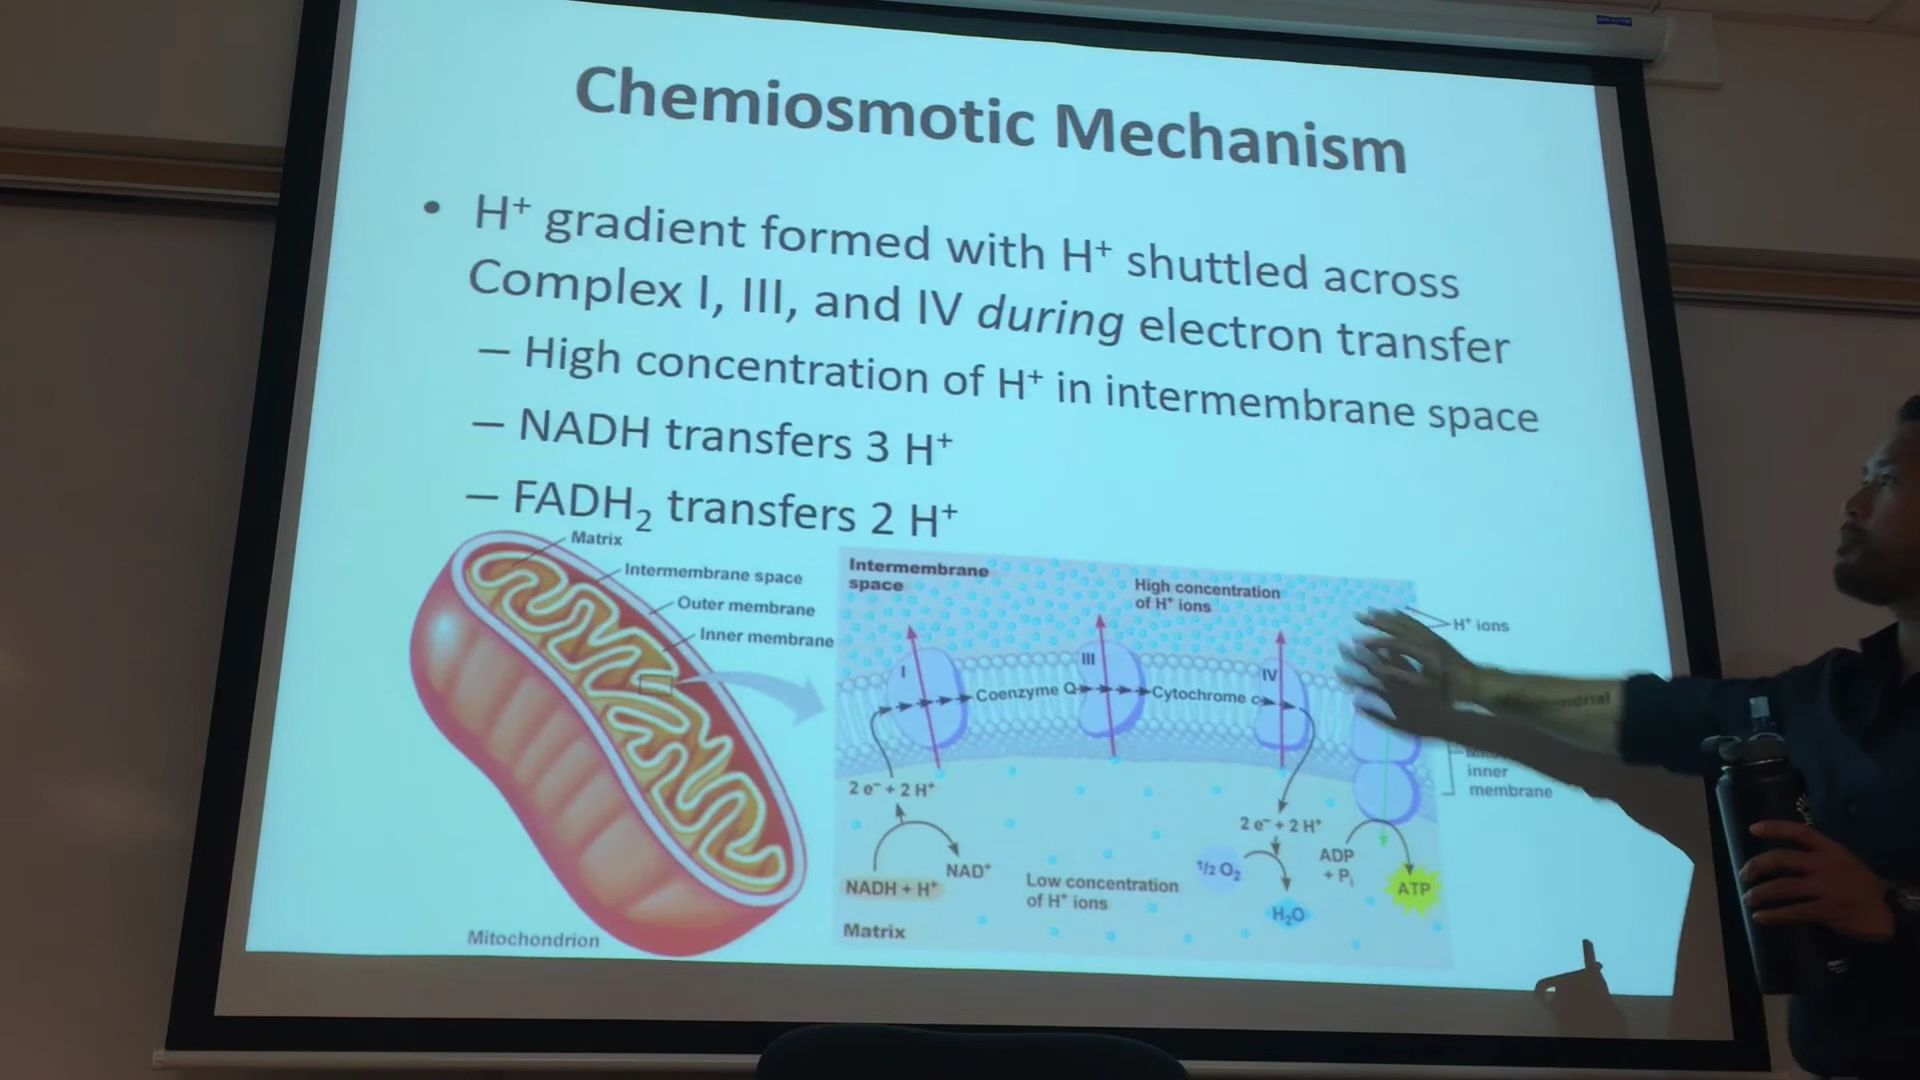 Chemiosmotic Mechanism
• H⁺ gradient formed with H⁺ shuttled across
Complex I, III, and IV during electron transfer
– High concentration of H⁺ in intermembrane space
– NADH transfers 3 H⁺
– FADH₂ transfers 2 H⁺
Matrix
Intermembrane space
Outer membrane
Inner membrane
Mitochondrion
Intermembrane
space
High concentration
of H⁺ ions
H⁺ ions
I
Coenzyme Q
III
Cytochrome c
IV
inner
membrane
2 e⁻ + 2 H⁺
NAD⁺
NADH + H⁺
Low concentration
of H⁺ ions
Matrix
2 e⁻ + 2 H⁺
1/2 O₂
H₂O
ADP
+ Pᵢ
ATP